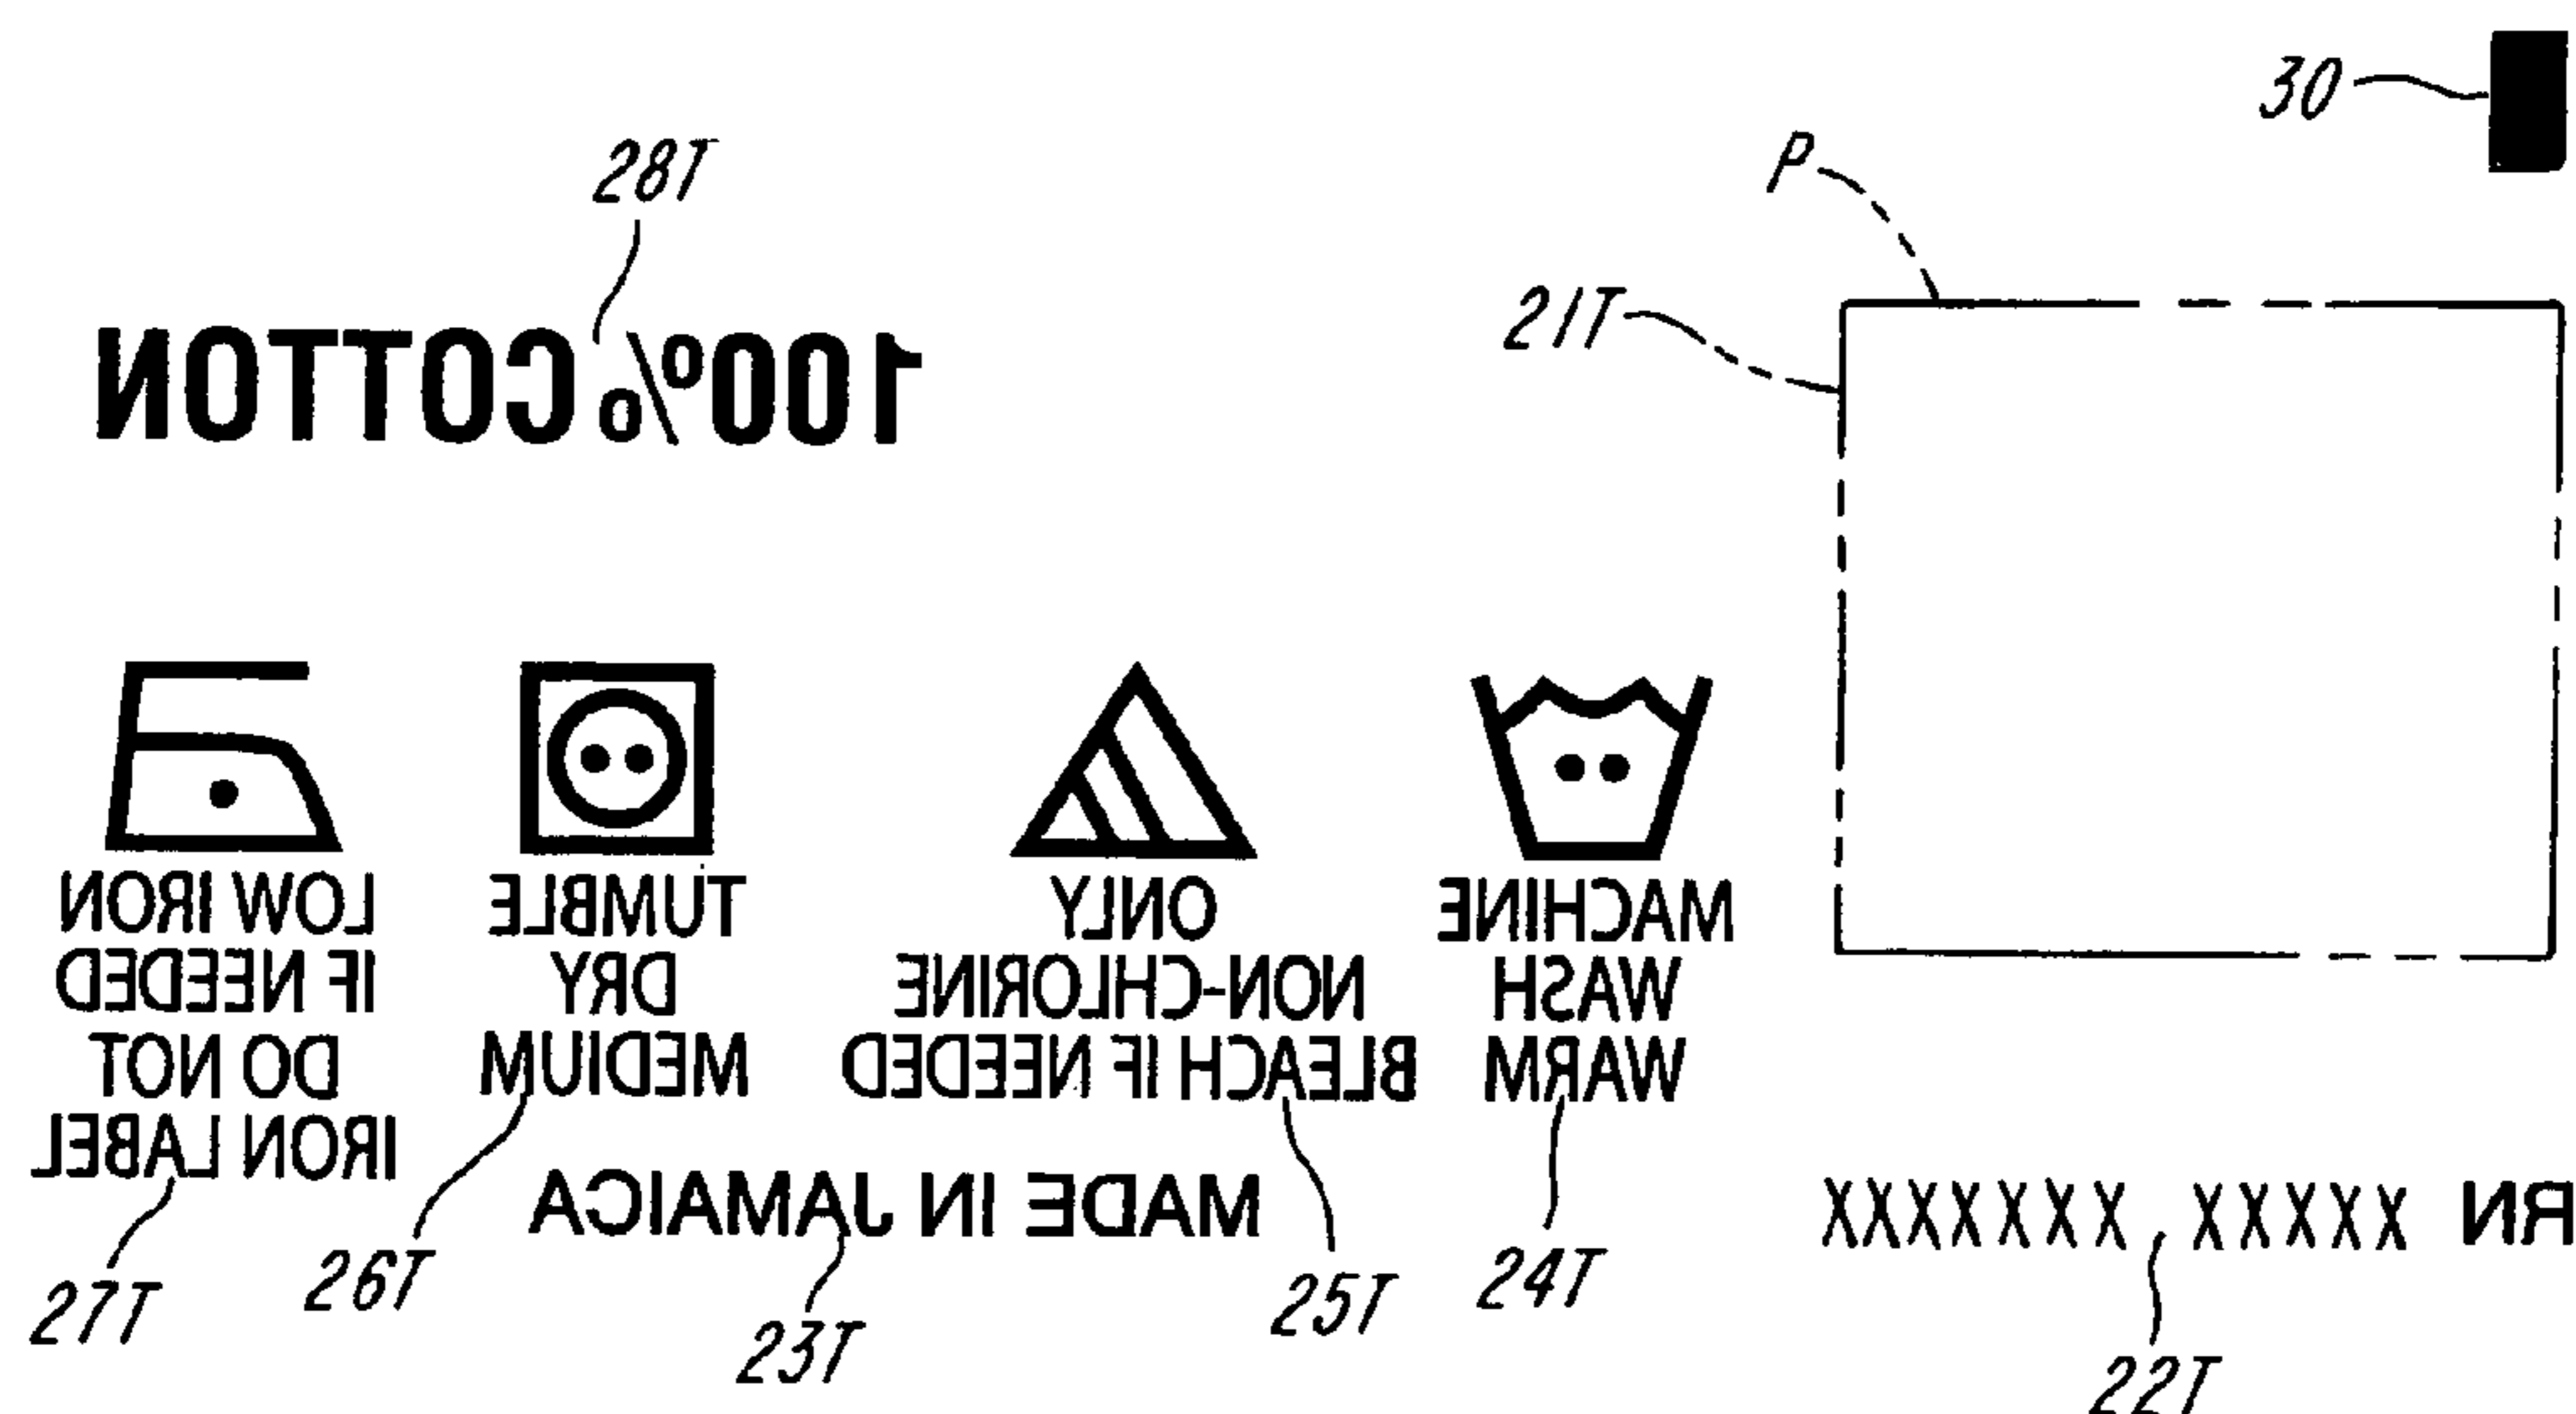 30
P
28T
21T
100% COTTON
LOW IRON
IF NEEDED
DO NOT
IRON LABEL
TUMBLE
DRY
MEDIUM
ONLY
NON-CHLORINE
BLEACH IF NEEDED
MACHINE
WASH
WARM
MADE IN JAMAICA
RN XXXXX XXXXXXX
27T
26T
23T
25T
24T
22T